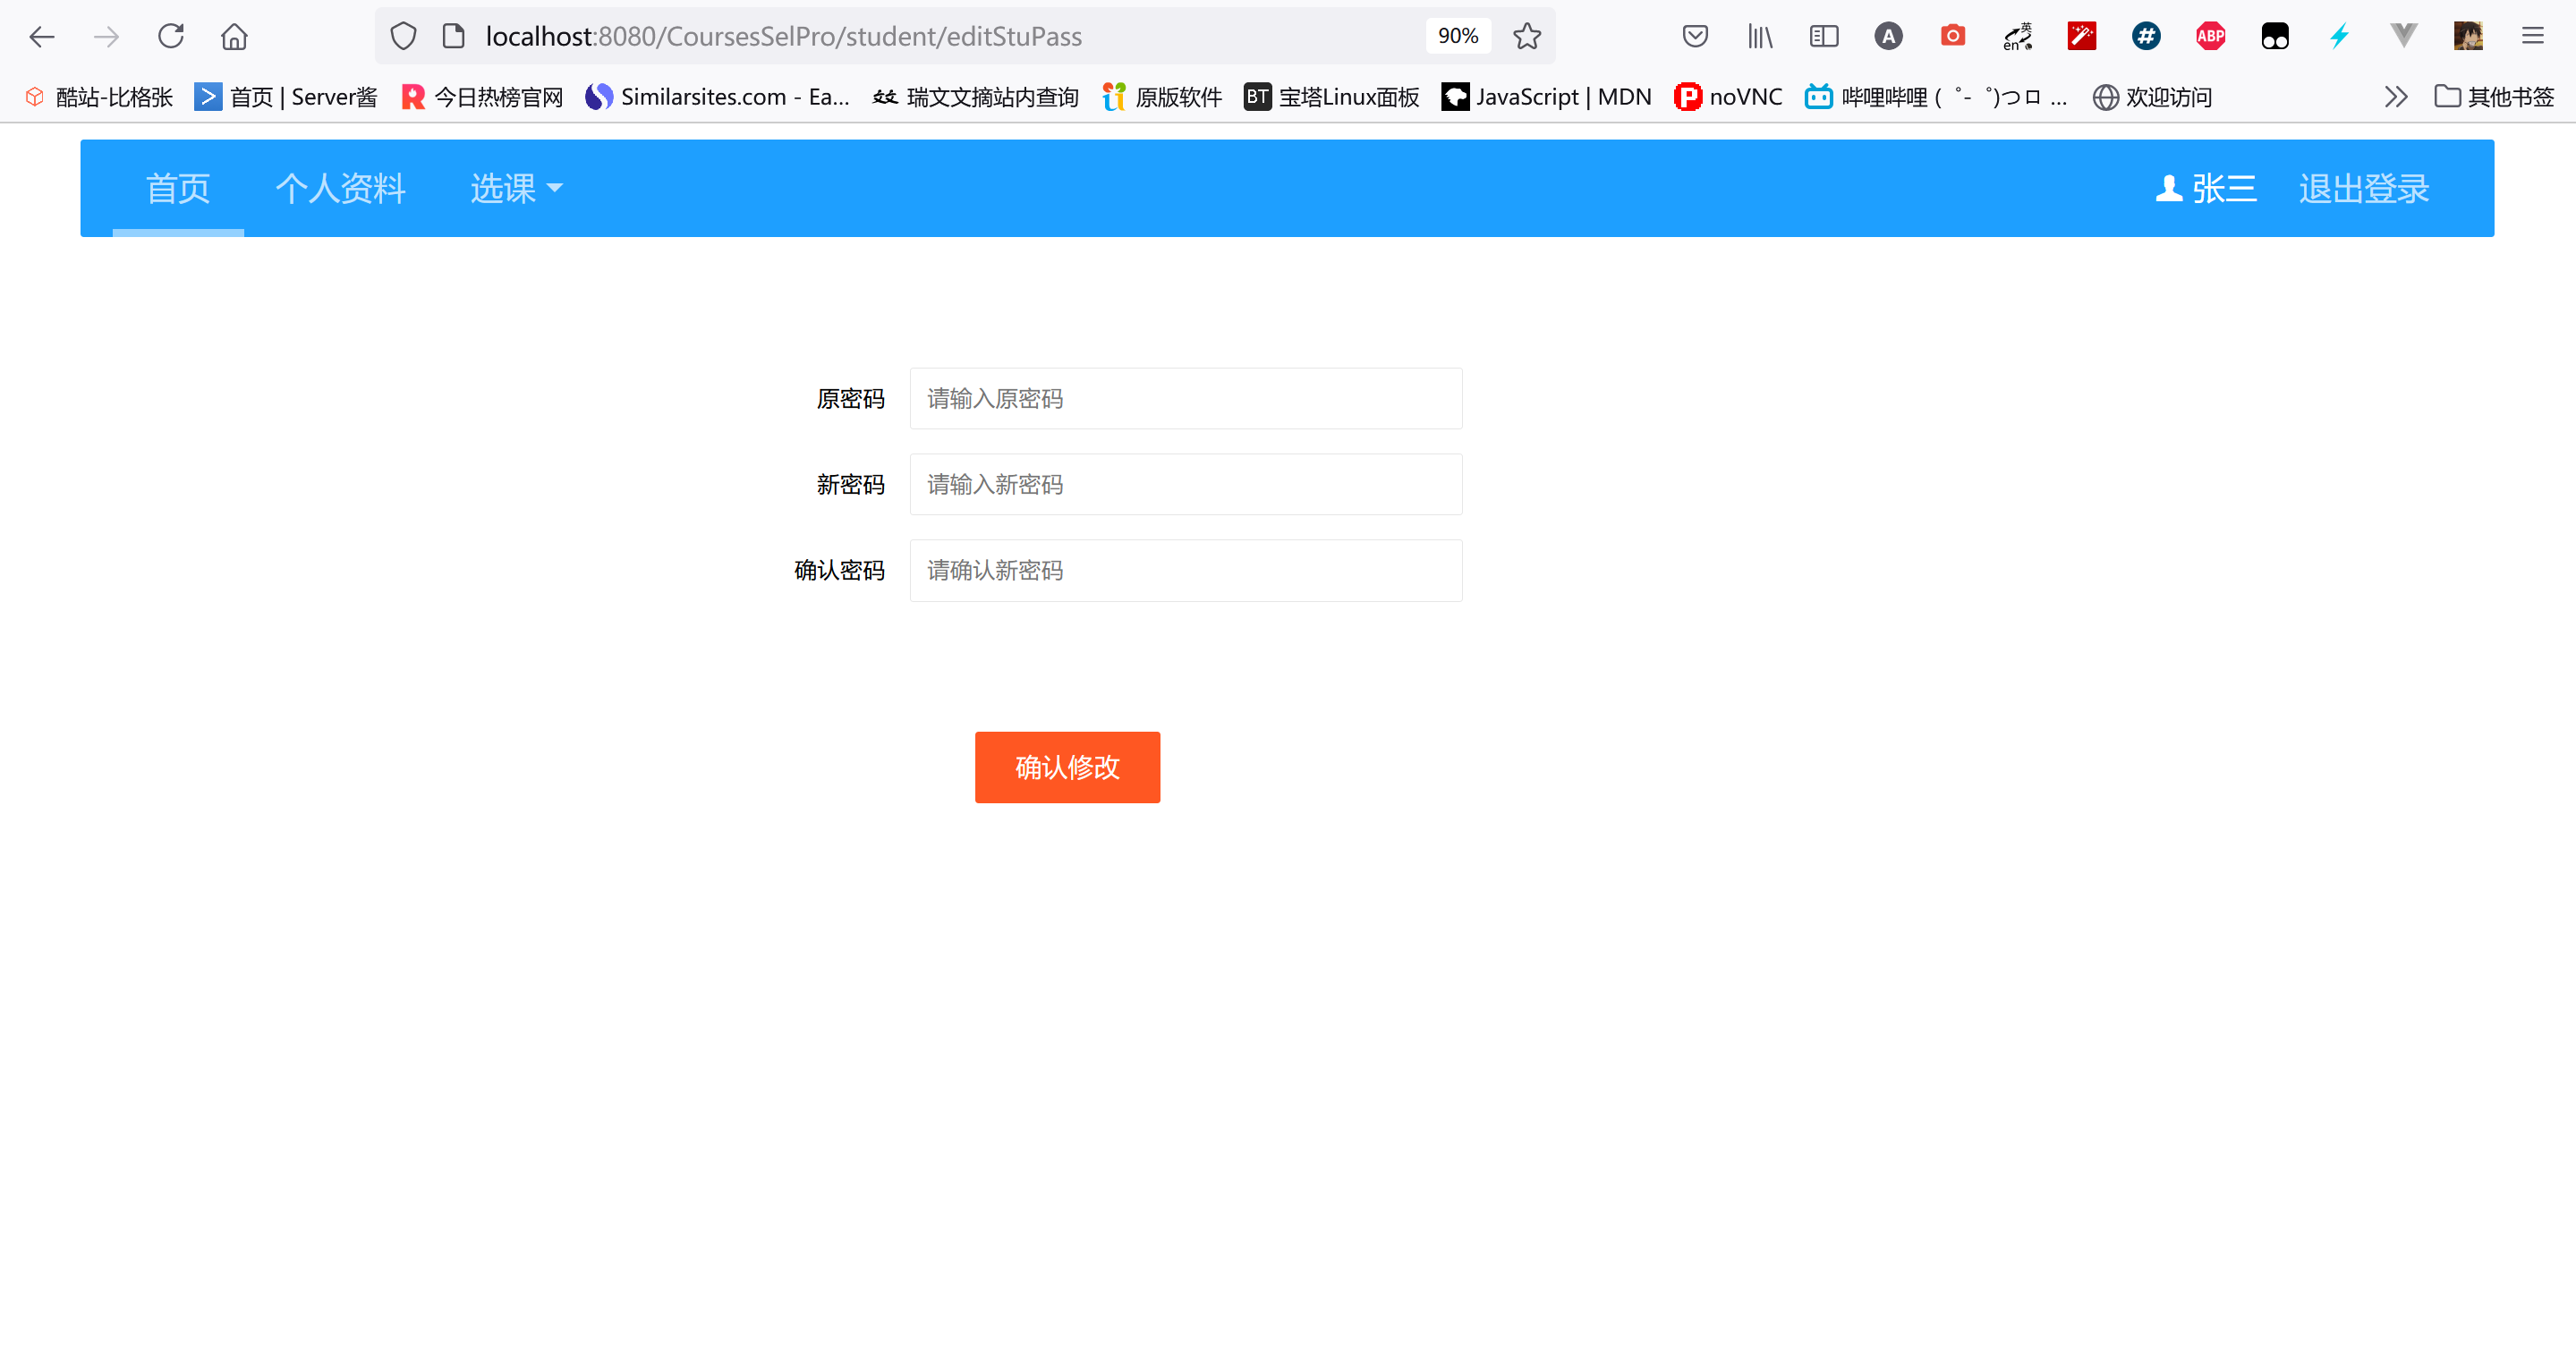 localhost:8080/CoursesSelPro/student/editStuPass 90% A 英 en # ABP
酷站-比格张 首页 | Server酱 今日热榜官网 Similarsites.com - Ea... 瑞文文摘站内查询 原版软件 BT 宝塔Linux面板 JavaScript | MDN noVNC 哔哩哔哩 ( ゜- ゜)つロ ... 欢迎访问 其他书签
首页 个人资料 选课 张三 退出登录
原密码 请输入原密码
新密码 请输入新密码
确认密码 请确认新密码
确认修改